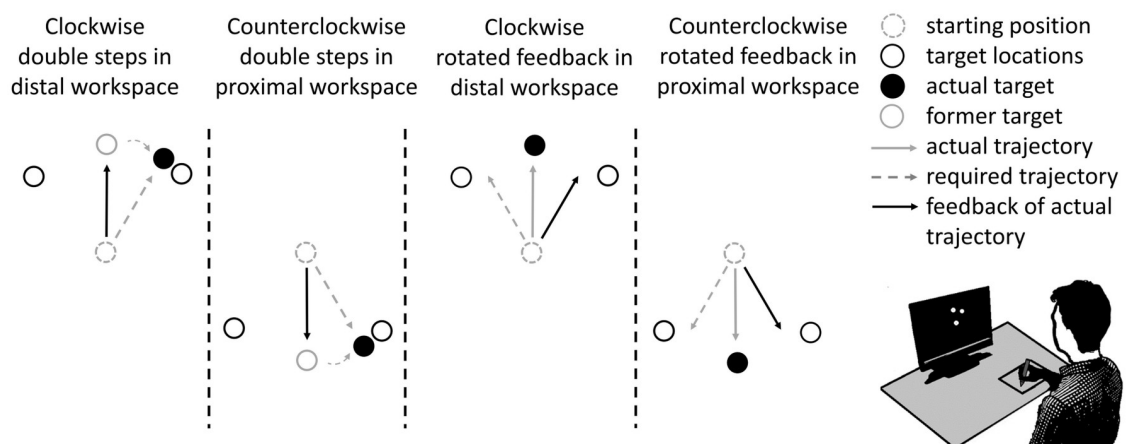 Clockwise
double steps in
distal workspace
Counterclockwise
double steps in
proximal workspace
Clockwise
rotated feedback in
distal workspace
Counterclockwise
rotated feedback in
proximal workspace
starting position
target locations
actual target
former target
actual trajectory
required trajectory
feedback of actual
trajectory